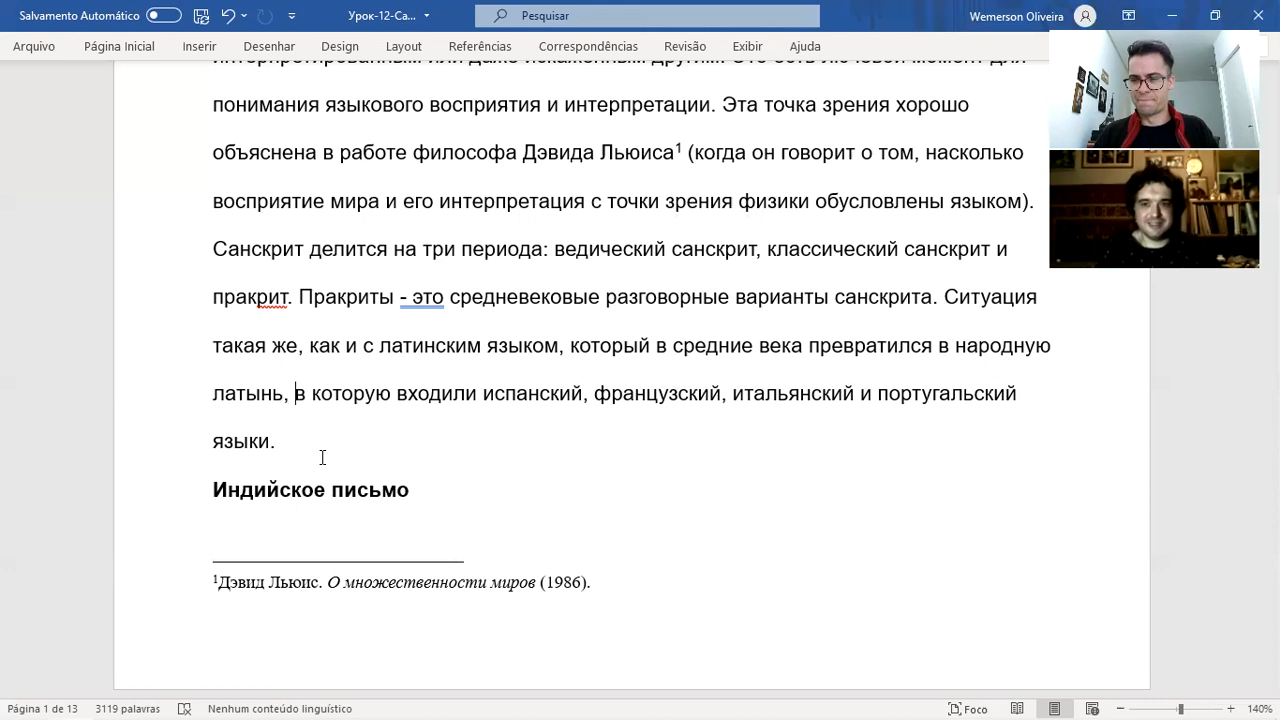 Salvamento Automático
Урок-12-Са...
Pesquisar
Wemerson Oliveira
Arquivo
Página Inicial
Inserir
Desenhar
Design
Layout
Referências
Correspondências
Revisão
Exibir
Ajuda
понимания языкового восприятия и интерпретации. Эта точка зрения хорошо
объяснена в работе философа Дэвида Льюиса¹ (когда он говорит о том, насколько
восприятие мира и его интерпретация с точки зрения физики обусловлены языком).
Санскрит делится на три периода: ведический санскрит, классический санскрит и
пракрит. Пракриты - это средневековые разговорные варианты санскрита. Ситуация
такая же, как и с латинским языком, который в средние века превратился в народную
латынь, в которую входили испанский, французский, итальянский и португальский
языки.
Индийское письмо
¹Дэвид Льюис. О множественности миров (1986).
Página 1 de 13
3119 palavras
Nenhum conteúdo linguístico
Foco
140%